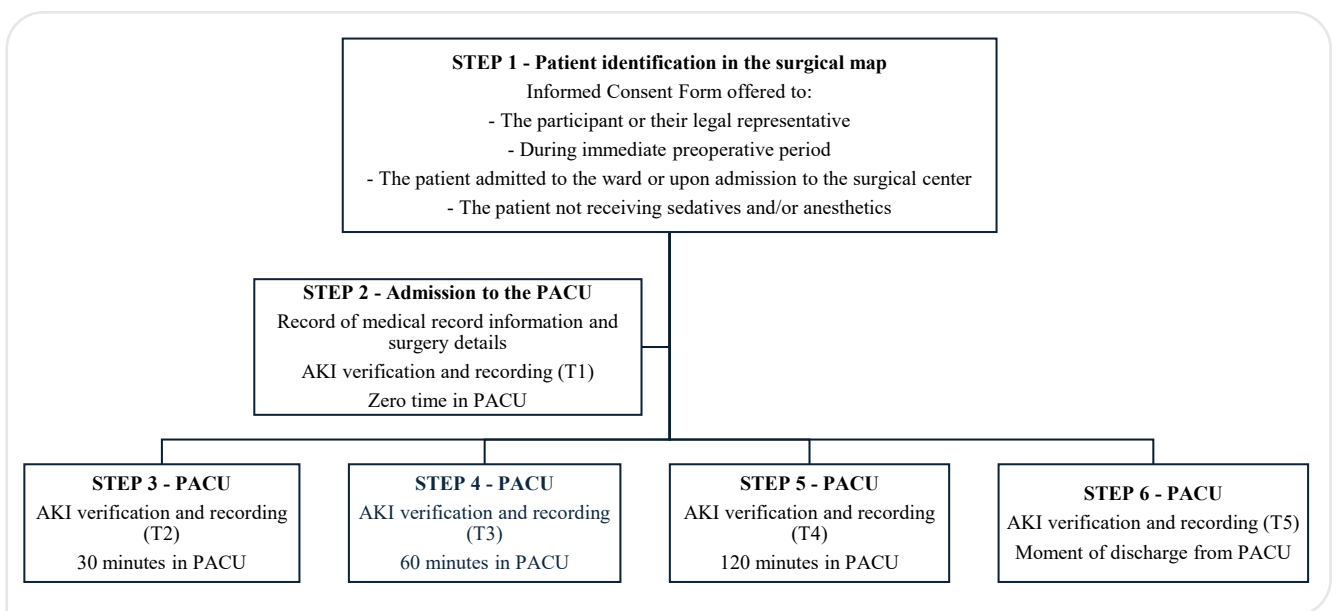 STEP 1 - Patient identification in the surgical map
Informed Consent Form offered to:
- The participant or their legal representative
- During immediate preoperative period
- The patient admitted to the ward or upon admission to the surgical center
- The patient not receiving sedatives and/or anesthetics
STEP 2 - Admission to the PACU
Record of medical record information and
surgery details
AKI verification and recording (T1)
Zero time in PACU
STEP 3 - PACU
AKI verification and recording
(T2)
30 minutes in PACU
STEP 4 - PACU
AKI verification and recording
(T3)
60 minutes in PACU
STEP 5 - PACU
AKI verification and recording
(T4)
120 minutes in PACU
STEP 6 - PACU
AKI verification and recording (T5)
Moment of discharge from PACU